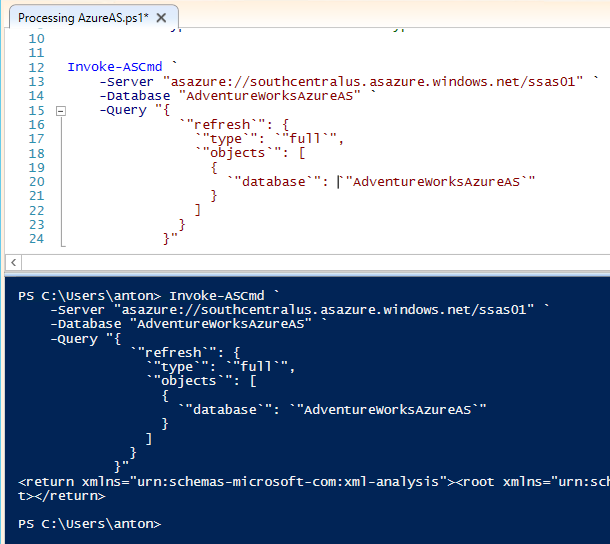 Processing AzureAS.ps1* X
10
11
12 Invoke-ASCmd `
13 -Server "asazure://southcentralus.asazure.windows.net/ssas01" `
14 -Database "AdventureWorksAzureAS" `
15 -Query "{
16 `"refresh`": {
17 `"type`": `"full`",
18 `"objects`": [
19 {
20 `"database`": `"AdventureWorksAzureAS`"
21 }
22 ]
23 }
24 }"
PS C:\Users\anton> Invoke-ASCmd `
-Server "asazure://southcentralus.asazure.windows.net/ssas01" `
-Database "AdventureWorksAzureAS" `
-Query "{
`"refresh`": {
`"type`": `"full`",
`"objects`": [
{
`"database`": `"AdventureWorksAzureAS`"
}
]
}
}"
<return xmlns="urn:schemas-microsoft-com:xml-analysis"><root xmlns="urn:sch
t></return>
PS C:\Users\anton>